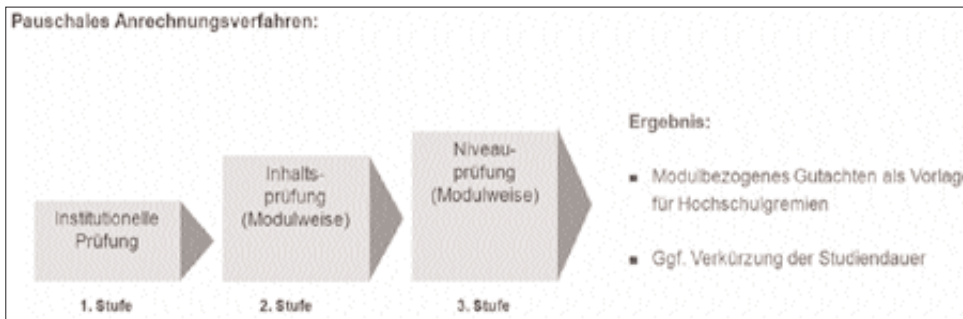 Pauschales Anrechnungsverfahren:
Institutionelle
Prüfung
1. Stufe
Inhalts-
prüfung
(Modulweise)
2. Stufe
Niveau-
prüfung
(Modulweise)
3. Stufe
Ergebnis:
▪ Modulbezogenes Gutachten als Vorlage
für Hochschulgremien
▪ Ggf. Verkürzung der Studiendauer